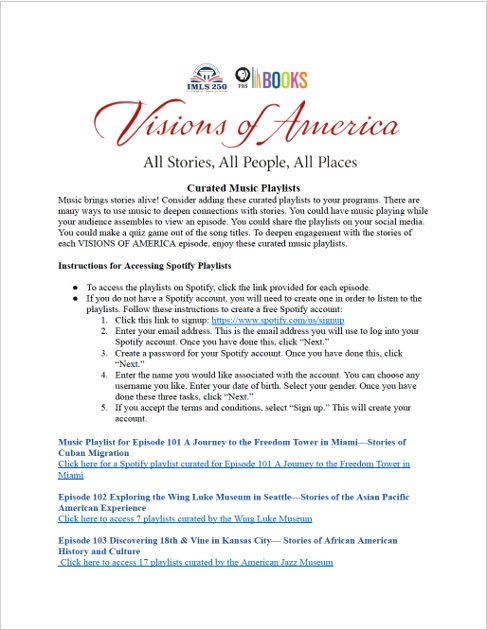 IMLS 250
PBS BOOKS
Visions of America
All Stories, All People, All Places
Curated Music Playlists
Music brings stories alive! Consider adding these curated playlists to your programs. There are
many ways to use music to deepen connections with stories. You could have music playing while
your audience assembles to view an episode. You could share the playlists on your social media.
You could make a quiz game out of the song titles. To deepen engagement with the stories of
each VISIONS OF AMERICA episode, enjoy these curated music playlists.
Instructions for Accessing Spotify Playlists
● To access the playlists on Spotify, click the link provided for each episode.
● If you do not have a Spotify account, you will need to create one in order to listen to the
playlists. Follow these instructions to create a free Spotify account:
1. Click this link to signup: https://www.spotify.com/us/signup
2. Enter your email address. This is the email address you will use to log into your
Spotify account. Once you have done this, click “Next.”
3. Create a password for your Spotify account. Once you have done this, click
“Next.”
4. Enter the name you would like associated with the account. You can choose any
username you like. Enter your date of birth. Select your gender. Once you have
done these three tasks, click “Next.”
5. If you accept the terms and conditions, select “Sign up.” This will create your
account.
Music Playlist for Episode 101 A Journey to the Freedom Tower in Miami—Stories of
Cuban Migration
Click here for a Spotify playlist curated for Episode 101 A Journey to the Freedom Tower in
Miami
Episode 102 Exploring the Wing Luke Museum in Seattle—Stories of the Asian Pacific
American Experience
Click here to access 7 playlists curated by the Wing Luke Museum
Episode 103 Discovering 18th & Vine in Kansas City— Stories of African American
History and Culture
Click here to access 17 playlists curated by the American Jazz Museum